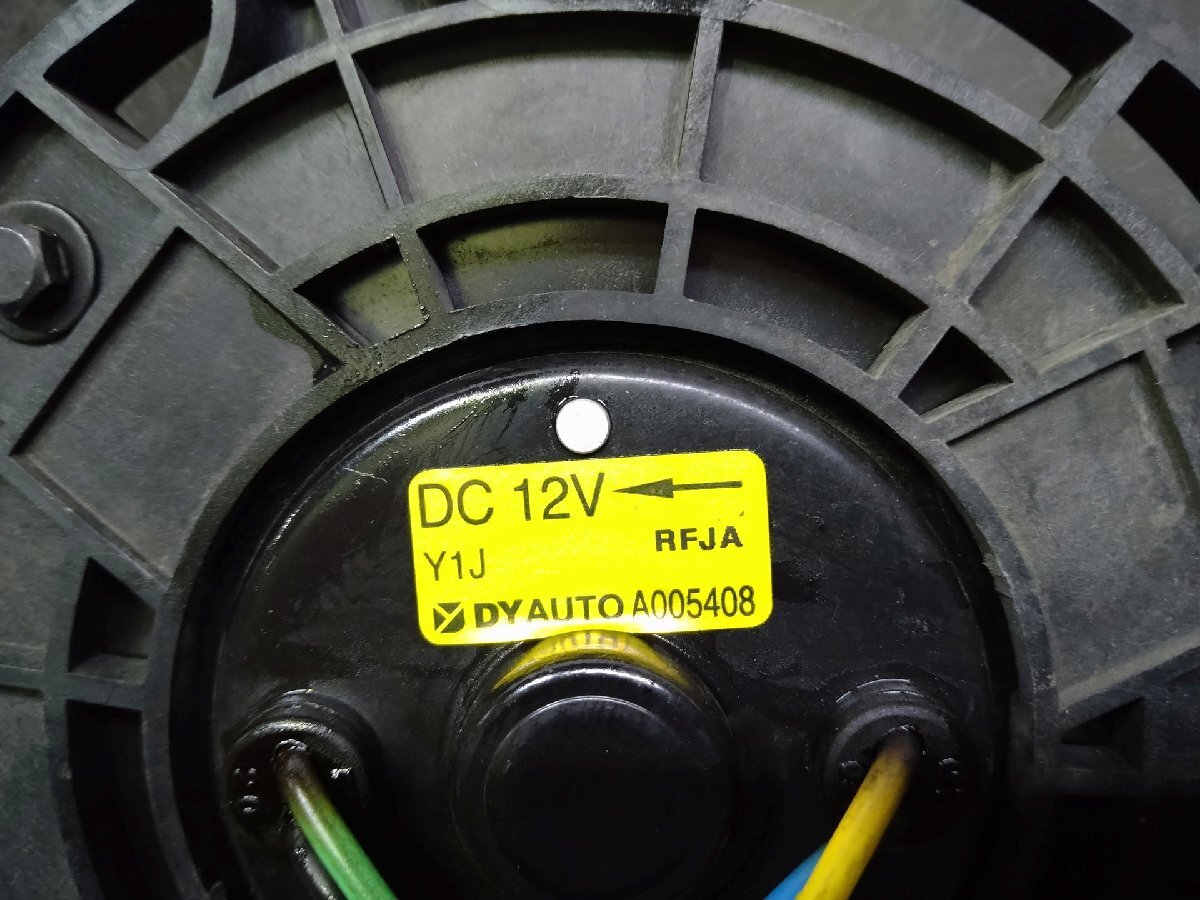 DC 12V
RFJA
Y1J
DYAUTO A005408